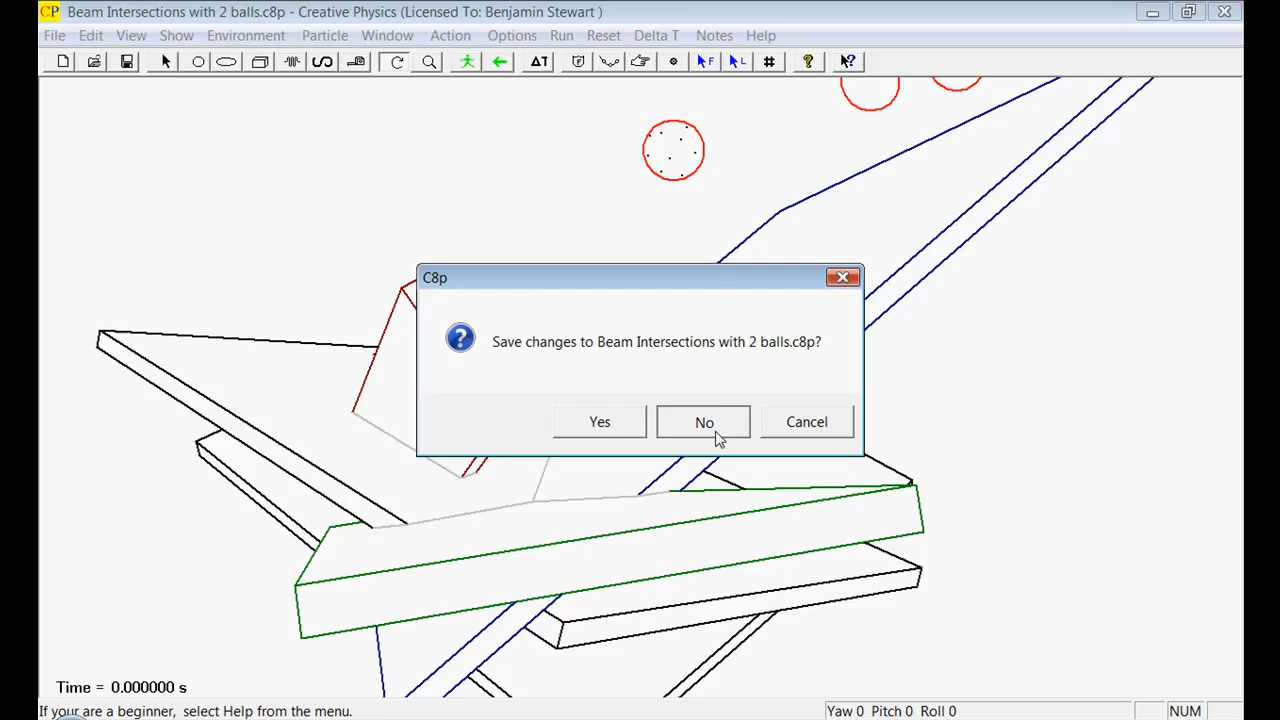 CP Beam Intersections with 2 balls.c8p - Creative Physics (Licensed To: Benjamin Stewart )
File Edit View Show Environment Particle Window Action Options Run Reset Delta T Notes Help
ΔT F L # ? ?
C8p
Save changes to Beam Intersections with 2 balls.c8p?
Yes No Cancel
Time = 0.000000 s
If your are a beginner, select Help from the menu. Yaw 0 Pitch 0 Roll 0 NUM